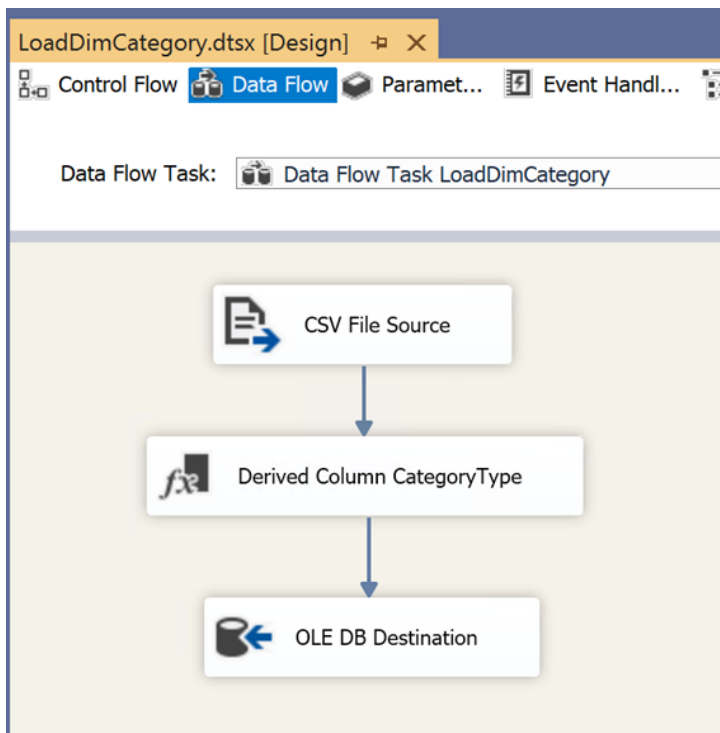 LoadDimCategory.dtsx [Design]
Control Flow Data Flow Paramet... Event Handl...
Data Flow Task: Data Flow Task LoadDimCategory
CSV File Source
fx Derived Column CategoryType
OLE DB Destination